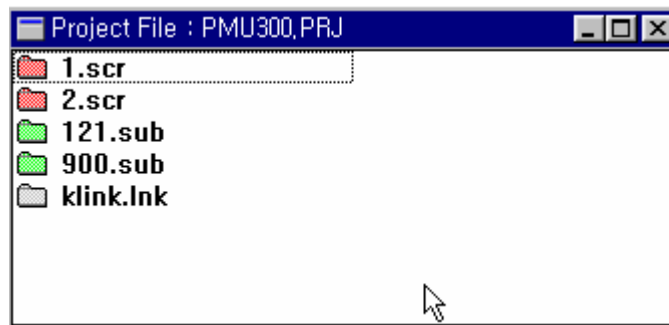 Project File : PMU300,PRJ
1.scr
2.scr
121.sub
900.sub
klink.lnk